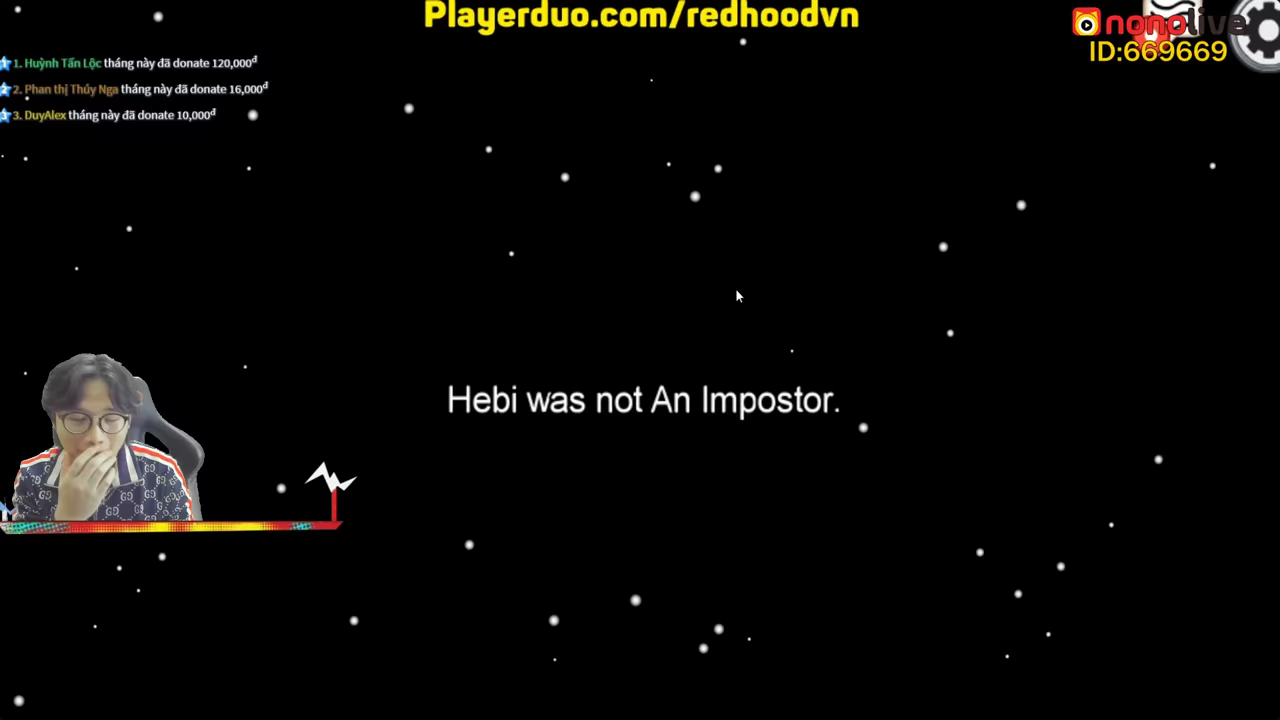 Playerduo.com/redhoodvn
nonolive
ID:669669
1. Huỳnh Tấn Lộc tháng này đã donate 120,000đ
2. Phan thị Thúy Nga tháng này đã donate 16,000đ
3. DuyAlex tháng này đã donate 10,000đ
Hebi was not An Impostor.